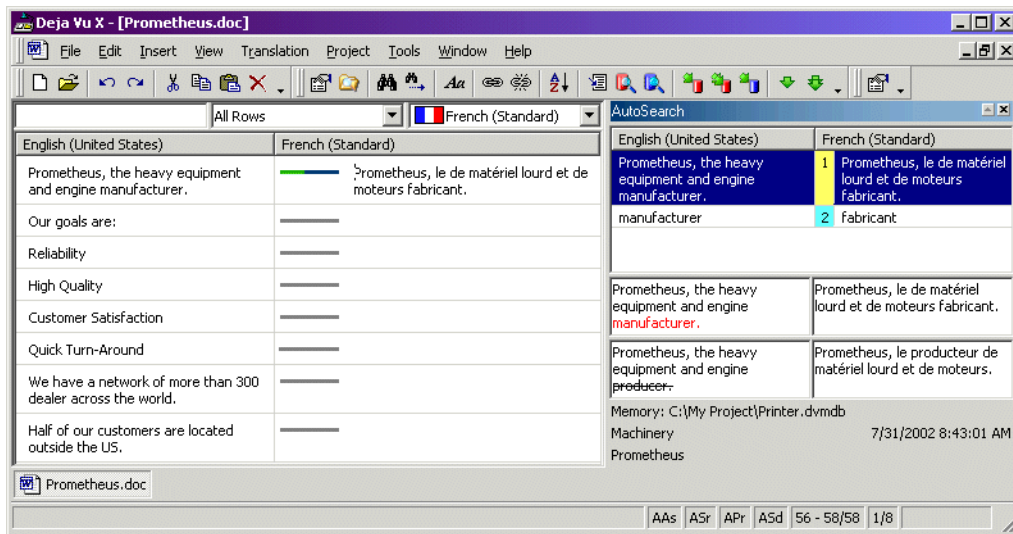 Deja Vu X - [Prometheus.doc]
File Edit Insert View Translation Project Tools Window Help
Aa
A
Z
All Rows
French (Standard)
English (United States)
French (Standard)
Prometheus, the heavy equipment
and engine manufacturer.
Prometheus, le de matériel lourd et de
moteurs fabricant.
Our goals are:
Reliability
High Quality
Customer Satisfaction
Quick Turn-Around
We have a network of more than 300
dealer across the world.
Half of our customers are located
outside the US.
AutoSearch
English (United States)
French (Standard)
Prometheus, the heavy
equipment and engine
manufacturer.
1
Prometheus, le de matériel
lourd et de moteurs
fabricant.
manufacturer
2
fabricant
Prometheus, the heavy
equipment and engine
manufacturer.
Prometheus, le de matériel
lourd et de moteurs fabricant.
Prometheus, the heavy
equipment and engine
producer.
Prometheus, le producteur de
matériel lourd et de moteurs.
Memory: C:\My Project\Printer.dvmdb
Machinery
7/31/2002 8:43:01 AM
Prometheus
Prometheus.doc
AAs ASr APr ASd 56 - 58/58 1/8